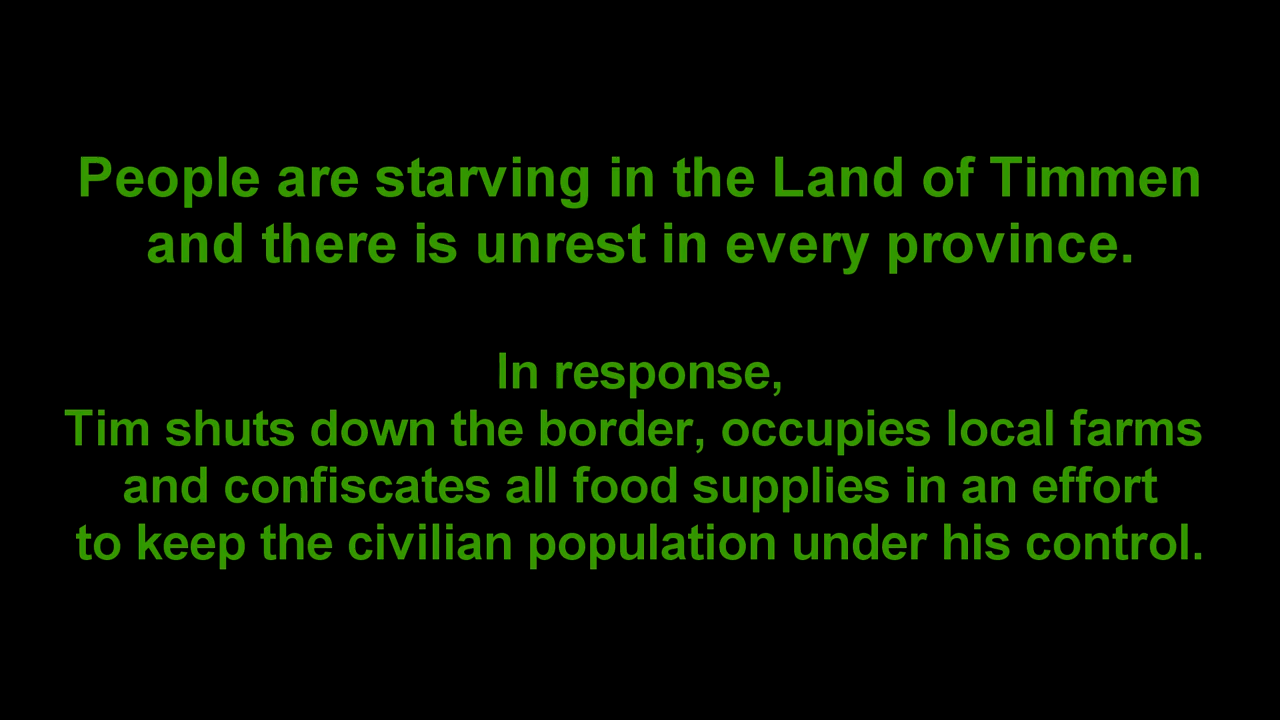 People are starving in the Land of Timmen
and there is unrest in every province.
In response,
Tim shuts down the border, occupies local farms
and confiscates all food supplies in an effort
to keep the civilian population under his control.